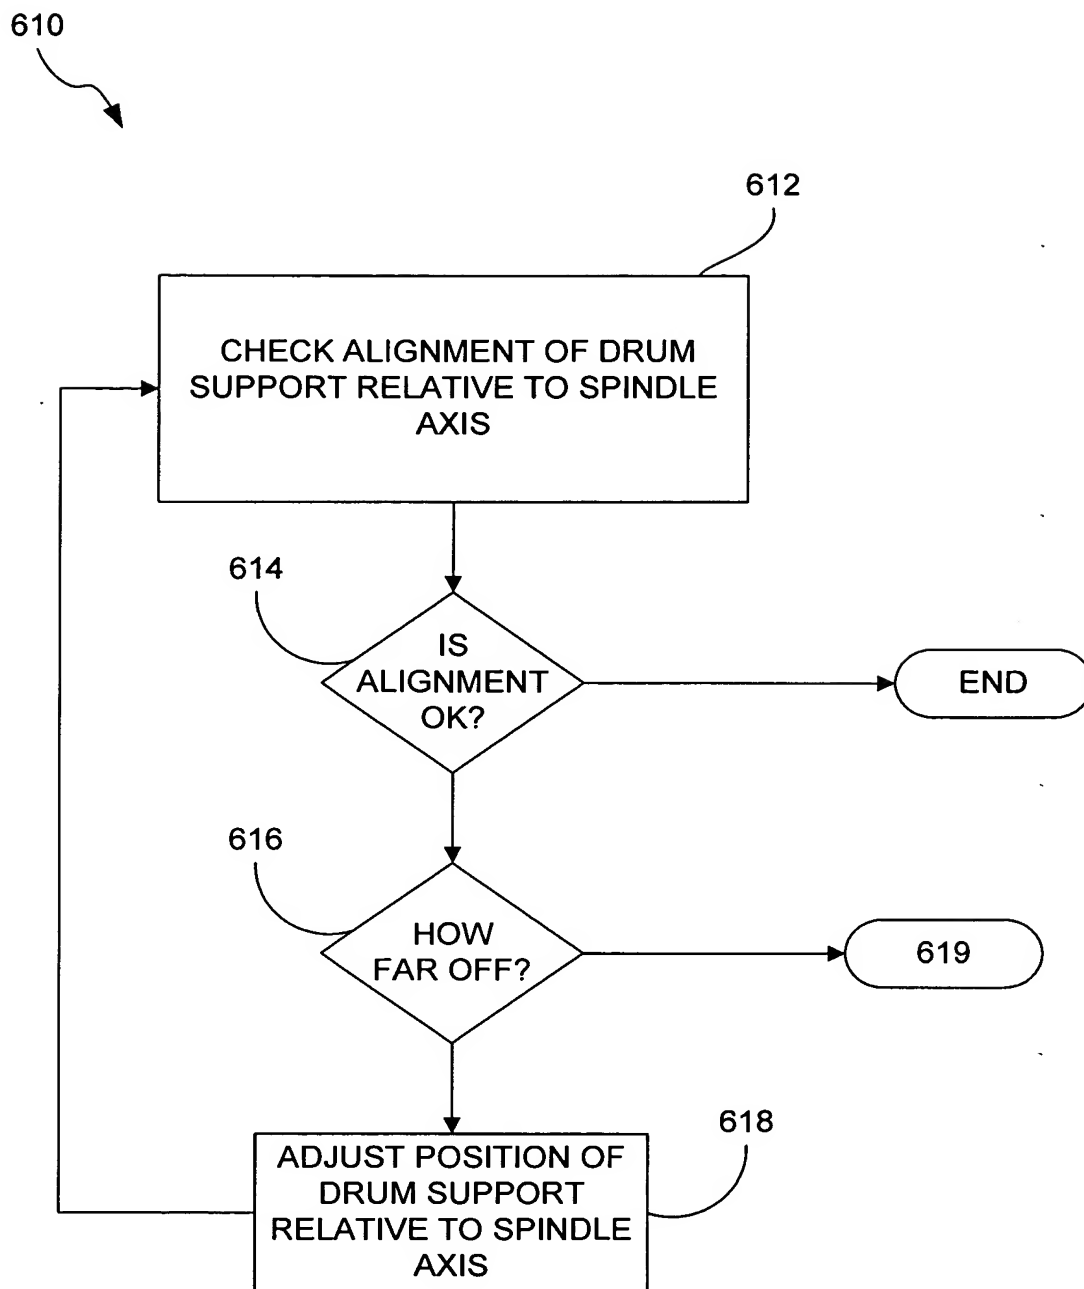 610
612
CHECK ALIGNMENT OF DRUM
SUPPORT RELATIVE TO SPINDLE
AXIS
614
IS
ALIGNMENT
OK?
END
616
HOW
FAR OFF?
619
618
ADJUST POSITION OF
DRUM SUPPORT
RELATIVE TO SPINDLE
AXIS